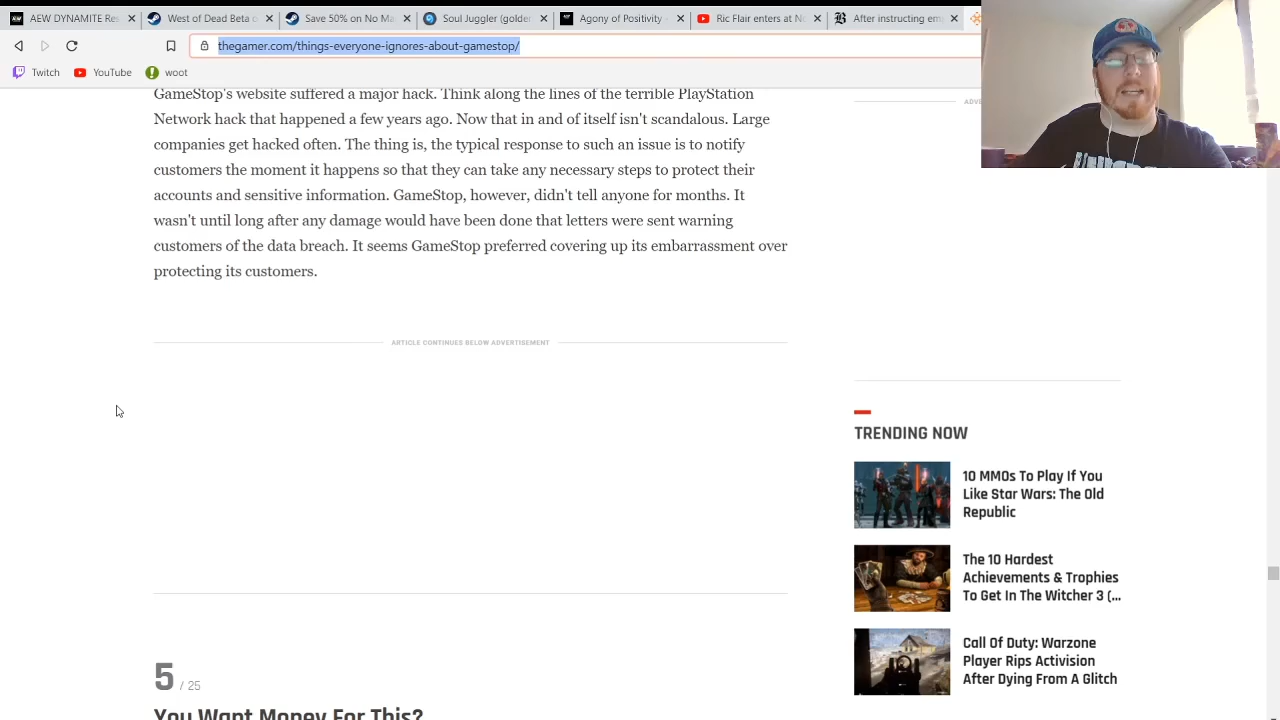 AEW DYNAMITE Res
West of Dead Beta o
Save 50% on No Ma
Soul Juggler (golden
Agony of Positivity -
Ric Flair enters at No
After instructing emp
thegamer.com/things-everyone-ignores-about-gamestop/
Twitch
YouTube
woot
GameStop's website suffered a major hack. Think along the lines of the terrible PlayStation
Network hack that happened a few years ago. Now that in and of itself isn't scandalous. Large
companies get hacked often. The thing is, the typical response to such an issue is to notify
customers the moment it happens so that they can take any necessary steps to protect their
accounts and sensitive information. GameStop, however, didn't tell anyone for months. It
wasn't until long after any damage would have been done that letters were sent warning
customers of the data breach. It seems GameStop preferred covering up its embarrassment over
protecting its customers.
ARTICLE CONTINUES BELOW ADVERTISEMENT
5 / 25
You Want Money For This?
ADVE
TRENDING NOW
10 MMOs To Play If You
Like Star Wars: The Old
Republic
The 10 Hardest
Achievements & Trophies
To Get In The Witcher 3 (...
Call Of Duty: Warzone
Player Rips Activision
After Dying From A Glitch